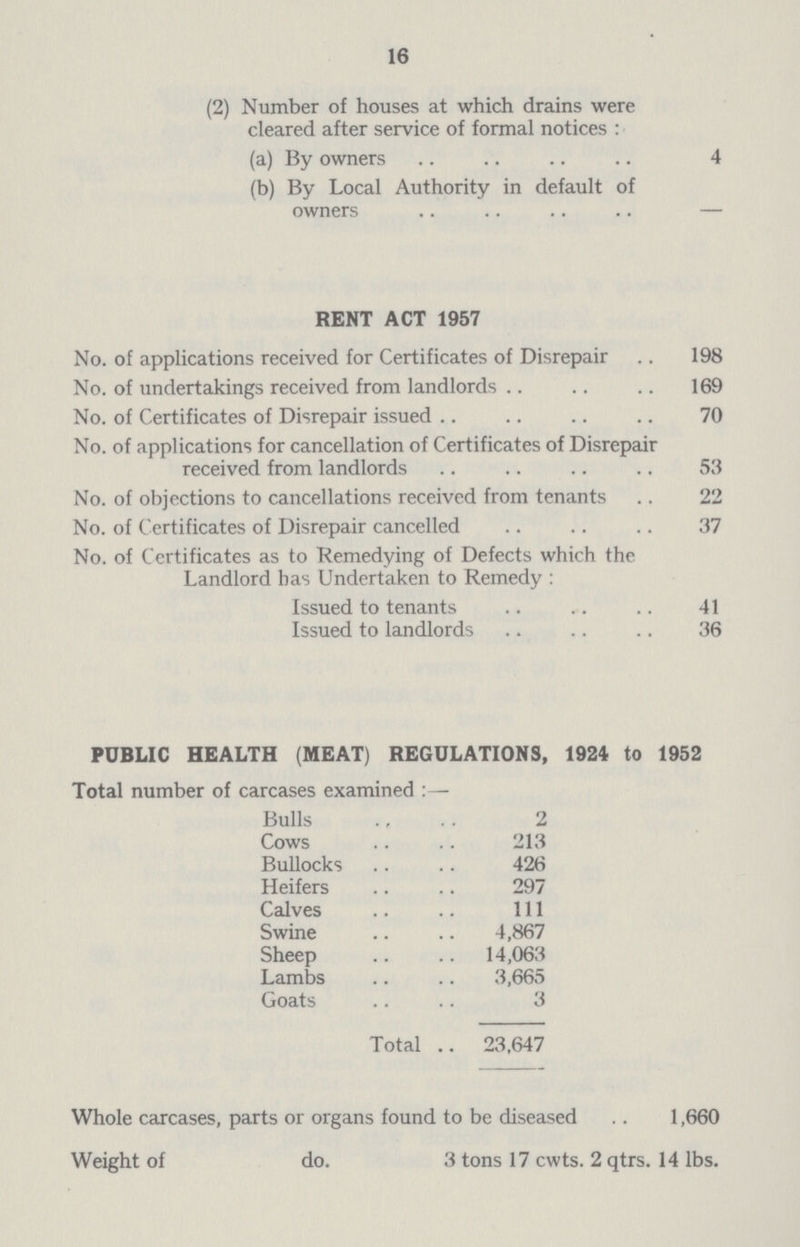 16
(2) Number of houses at which drains were
cleared after service of formal notices :
(a) By owners .. .. .. .. 4
(b) By Local Authority in default of
owners .. .. .. .. —
RENT ACT 1957
No. of applications received for Certificates of Disrepair .. 198
No. of undertakings received from landlords .. .. .. 169
No. of Certificates of Disrepair issued .. .. .. .. 70
No. of applications for cancellation of Certificates of Disrepair
received from landlords .. .. .. .. 53
No. of objections to cancellations received from tenants .. 22
No. of Certificates of Disrepair cancelled .. .. .. 37
No. of Certificates as to Remedying of Defects which the
Landlord has Undertaken to Remedy :
Issued to tenants .. .. .. 41
Issued to landlords .. .. .. 36
PUBLIC HEALTH (MEAT) REGULATIONS, 1924 to 1952
Total number of carcases examined :—
Bulls .. .. 2
Cows .. .. 213
Bullocks .. .. 426
Heifers .. .. 297
Calves .. .. 111
Swine .. .. 4,867
Sheep .. .. 14,063
Lambs .. .. 3,665
Goats .. .. 3
Total .. 23,647
Whole carcases, parts or organs found to be diseased .. 1,660
Weight of do. 3 tons 17 cwts. 2 qtrs. 14 lbs.